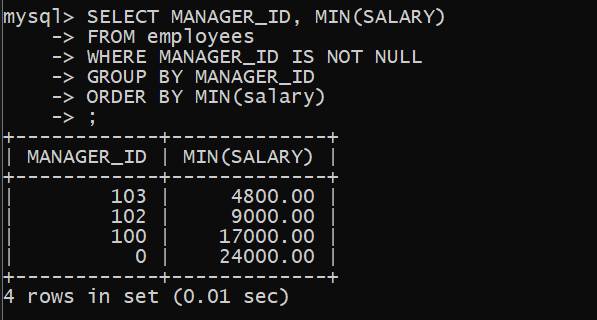 mysql> SELECT MANAGER_ID, MIN(SALARY)
    -> FROM employees
    -> WHERE MANAGER_ID IS NOT NULL
    -> GROUP BY MANAGER_ID
    -> ORDER BY MIN(salary)
    -> ;
+------------+-------------+
| MANAGER_ID | MIN(SALARY) |
+------------+-------------+
|        103 |     4800.00 |
|        102 |     9000.00 |
|        100 |    17000.00 |
|          0 |    24000.00 |
+------------+-------------+
4 rows in set (0.01 sec)